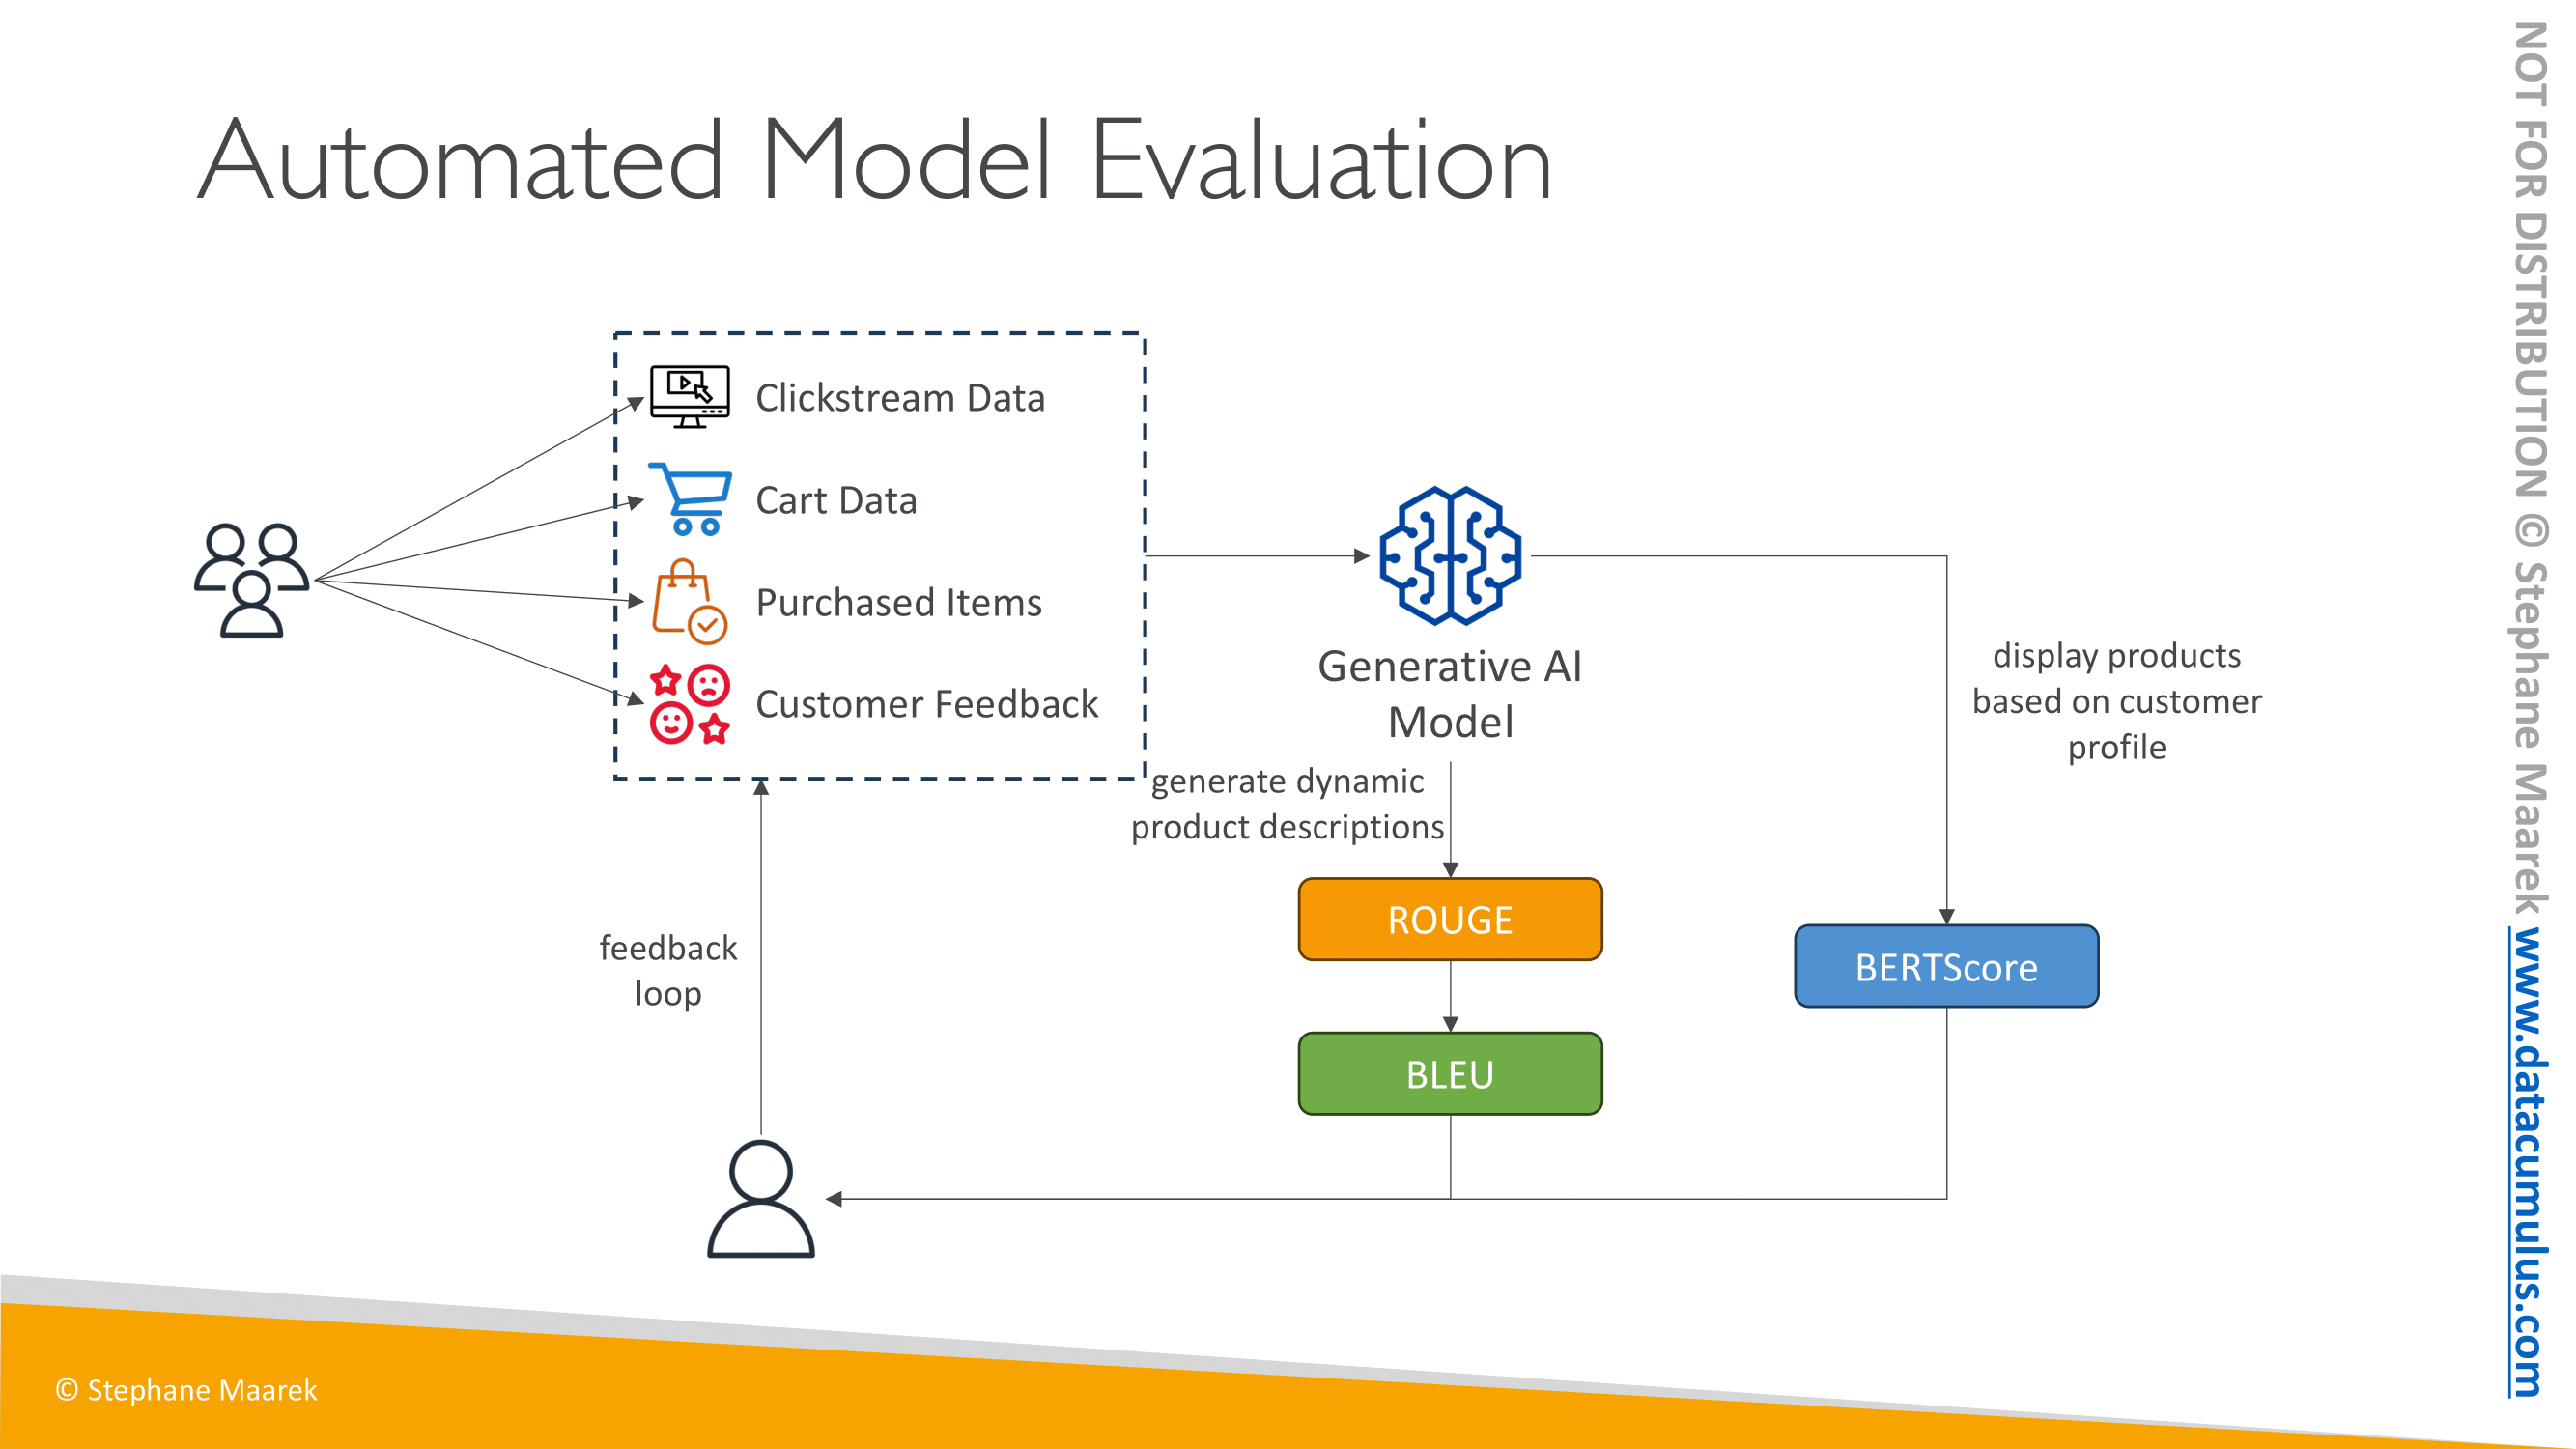 Automated Model Evaluation
Clickstream Data
Cart Data
Purchased Items
Customer Feedback
Generative AI
Model
generate dynamic
product descriptions
display products
based on customer
profile
ROUGE
BLEU
BERTScore
feedback
loop
© Stephane Maarek
NOT FOR DISTRIBUTION © Stephane Maarek www.datacumulus.com